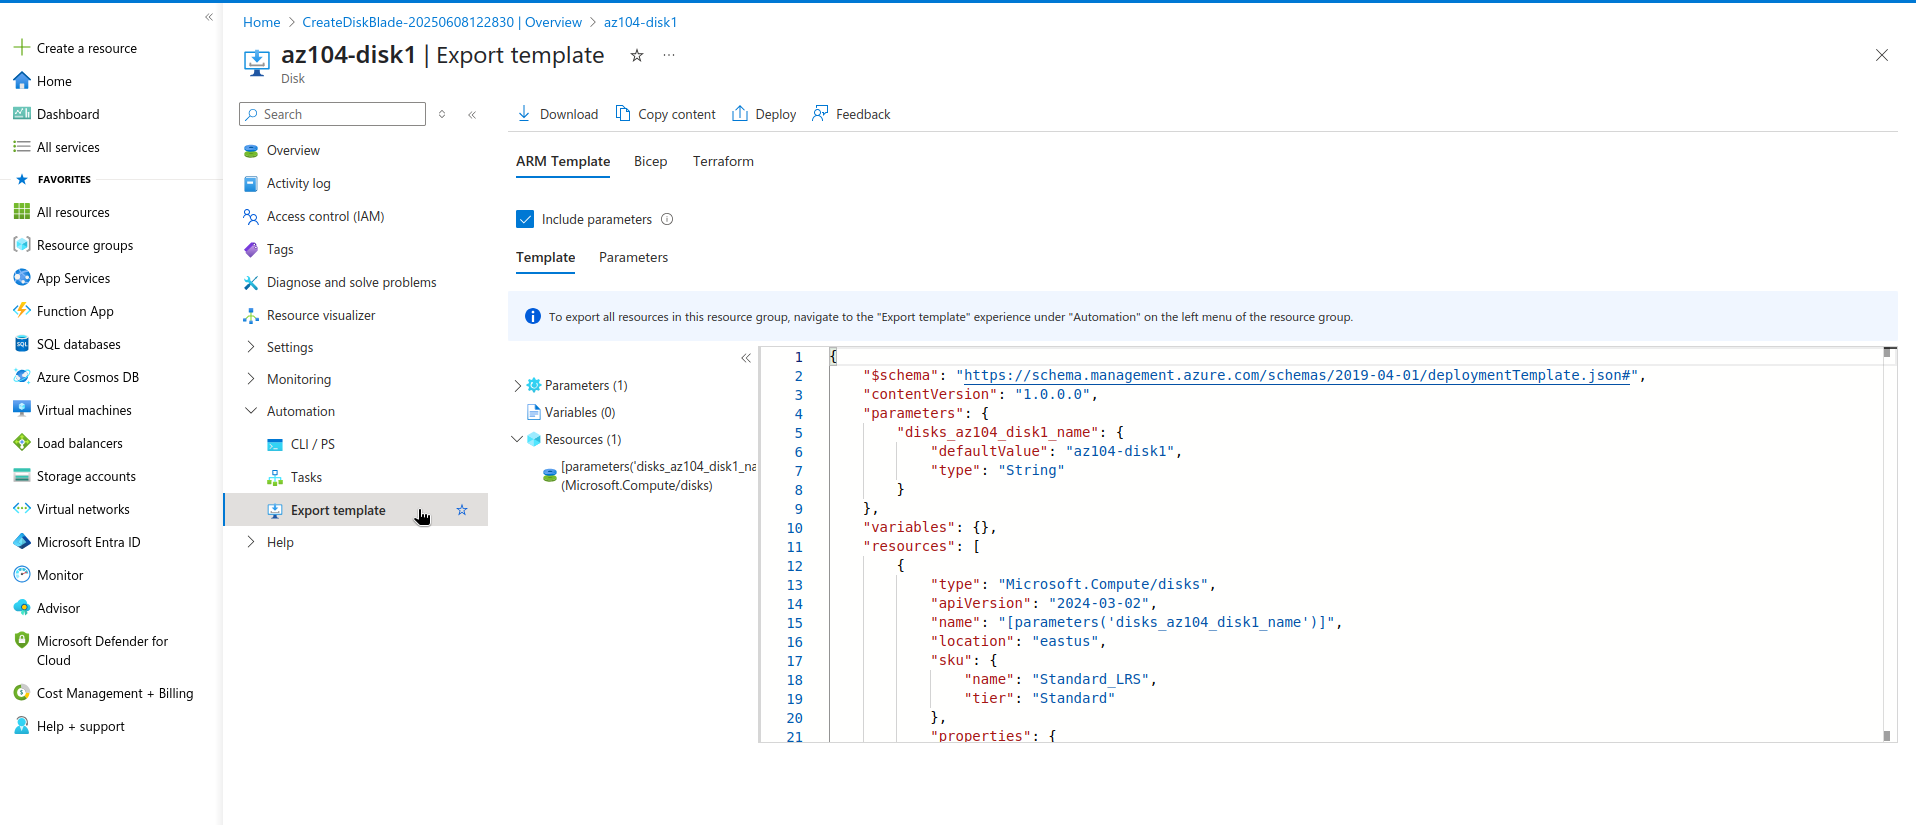 Home > CreateDiskBlade-20250608122830 | Overview > az104-disk1
az104-disk1 | Export template
Disk
Create a resource
Home
Dashboard
All services
FAVORITES
All resources
Resource groups
App Services
Function App
SQL databases
Azure Cosmos DB
Virtual machines
Load balancers
Storage accounts
Virtual networks
Microsoft Entra ID
Monitor
Advisor
Microsoft Defender for
Cloud
Cost Management + Billing
Help + support
Search
Overview
Activity log
Access control (IAM)
Tags
Diagnose and solve problems
Resource visualizer
Settings
Monitoring
Automation
CLI / PS
Tasks
Export template
Help
Download Copy content Deploy Feedback
ARM Template Bicep Terraform
Include parameters
Template Parameters
To export all resources in this resource group, navigate to the "Export template" experience under "Automation" on the left menu of the resource group.
Parameters (1)
Variables (0)
Resources (1)
[parameters('disks_az104_disk1_na
(Microsoft.Compute/disks)
1 {
2 "$schema": "https://schema.management.azure.com/schemas/2019-04-01/deploymentTemplate.json#",
3 "contentVersion": "1.0.0.0",
4 "parameters": {
5 "disks_az104_disk1_name": {
6 "defaultValue": "az104-disk1",
7 "type": "String"
8 }
9 },
10 "variables": {},
11 "resources": [
12 {
13 "type": "Microsoft.Compute/disks",
14 "apiVersion": "2024-03-02",
15 "name": "[parameters('disks_az104_disk1_name')]",
16 "location": "eastus",
17 "sku": {
18 "name": "Standard_LRS",
19 "tier": "Standard"
20 },
21 "properties": {